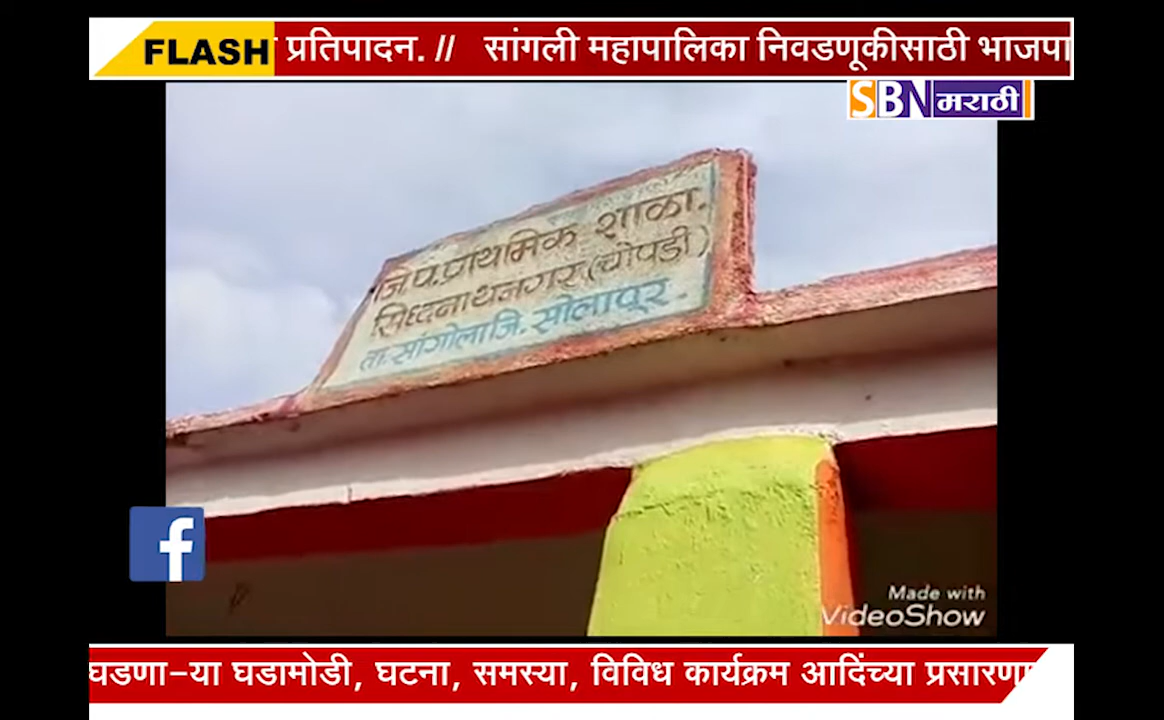 FLASH प्रतिपादन. // सांगली महापालिका निवडणूकीसाठी भाजपा
SBN मराठी
जि.प.प्राथमिक शाळा.
सिध्दनाथनगर (चोपडी)
ता.सांगोला जि. सोलापूर.
f
Made with
VideoShow
घडणा-या घडामोडी, घटना, समस्या, विविध कार्यक्रम आदिंच्या प्रसारणा